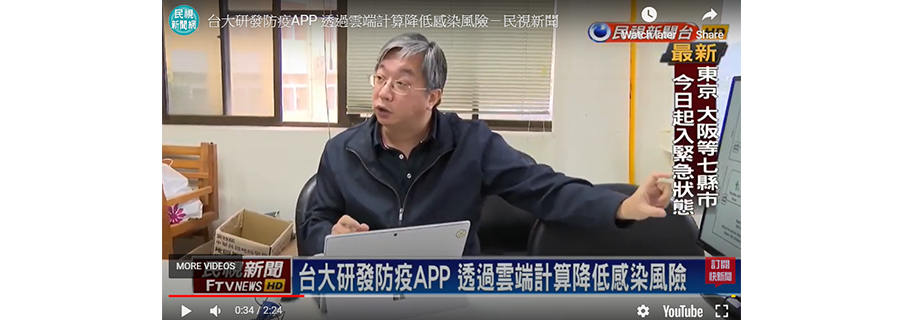 民視
新聞網
台大研發防疫APP 透過雲端計算降低感染風險－民視新聞
民視新聞台
Watch later
Share
最新
東京 大阪等七縣市
今日起入緊急狀態
MORE VIDEOS
民視新聞
FTVNEWS HD
台大研發防疫APP 透過雲端計算降低感染風險
訂閱
快新聞
0:34 / 2:24
YouTube